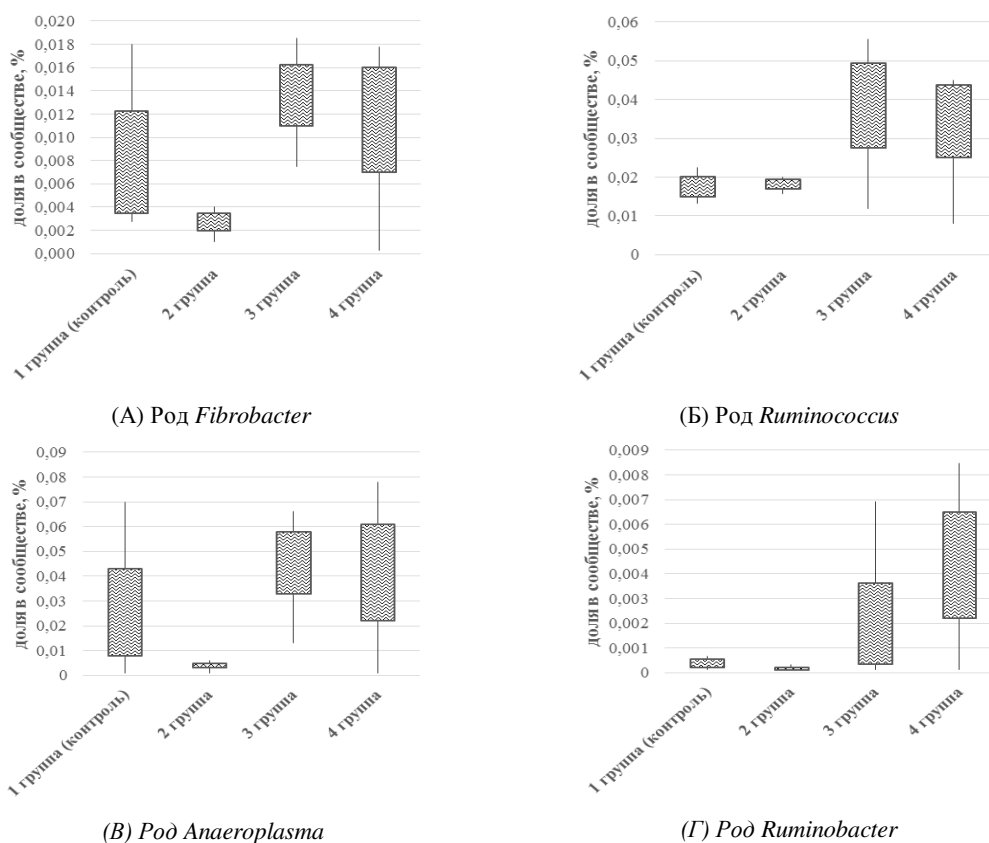 доля в сообществе, %
0,020
0,018
0,016
0,014
0,012
0,010
0,008
0,006
0,004
0,002
0,000
1 группа (контроль)
2 группа
3 группа
4 группа
(А) Род Fibrobacter
доля в сообществе, %
0,06
0,05
0,04
0,03
0,02
0,01
0
1 группа (контроль)
2 группа
3 группа
4 группа
(Б) Род Ruminococcus
доля в сообществе, %
0,09
0,08
0,07
0,06
0,05
0,04
0,03
0,02
0,01
0
1 группа (контроль)
2 группа
3 группа
4 группа
(В) Род Anaeroplasma
доля в сообществе, %
0,009
0,008
0,007
0,006
0,005
0,004
0,003
0,002
0,001
0
1 группа (контроль)
2 группа
3 группа
4 группа
(Г) Род Ruminobacter